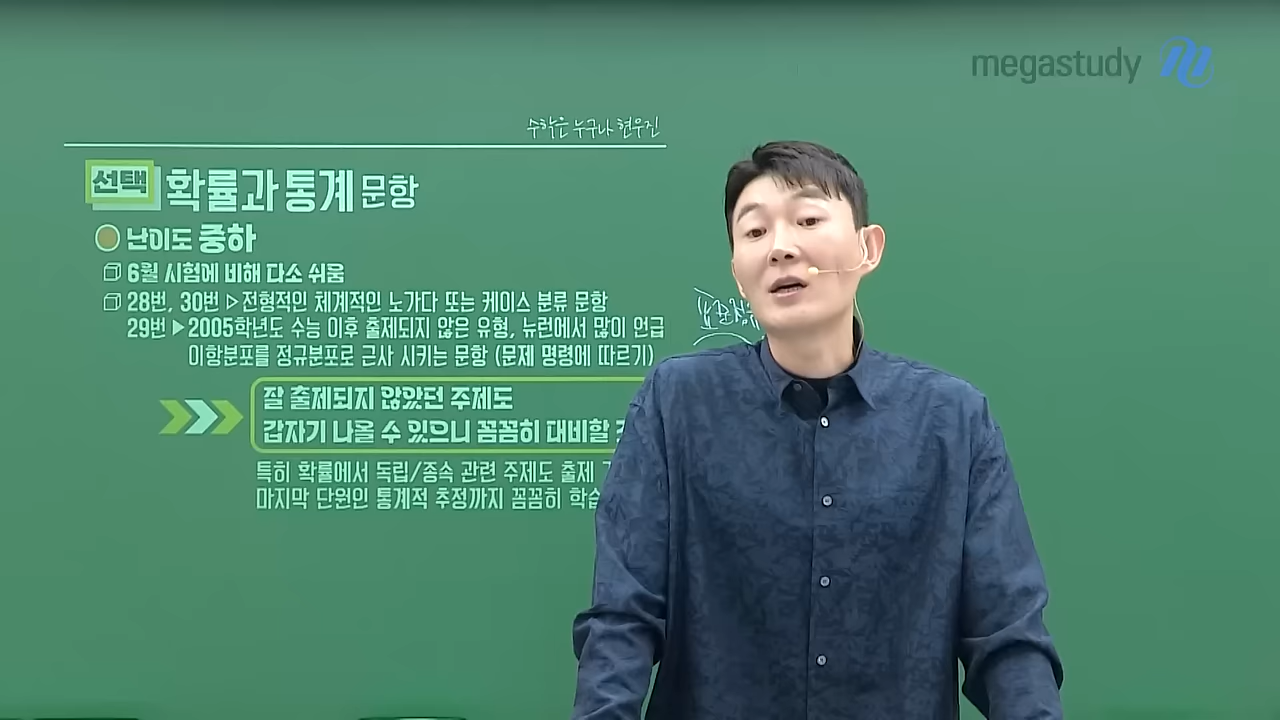 megastudy
수학은 누구나 현우진
선택 확률과 통계 문항
난이도 중하
6월 시험에 비해 다소 쉬움
28번, 30번 ▷전형적인 체계적인 노가다 또는 케이스 분류 문항
29번 ▶2005학년도 수능 이후 출제되지 않은 유형, 뉴런에서 많이 언급
이항분포를 정규분포로 근사 시키는 문항 (문제 명령에 따르기)
잘 출제되지 않았던 주제도
갑자기 나올 수 있으니 꼼꼼히 대비할
특히 확률에서 독립/종속 관련 주제도 출제
마지막 단원인 통계적 추정까지 꼼꼼히 학습